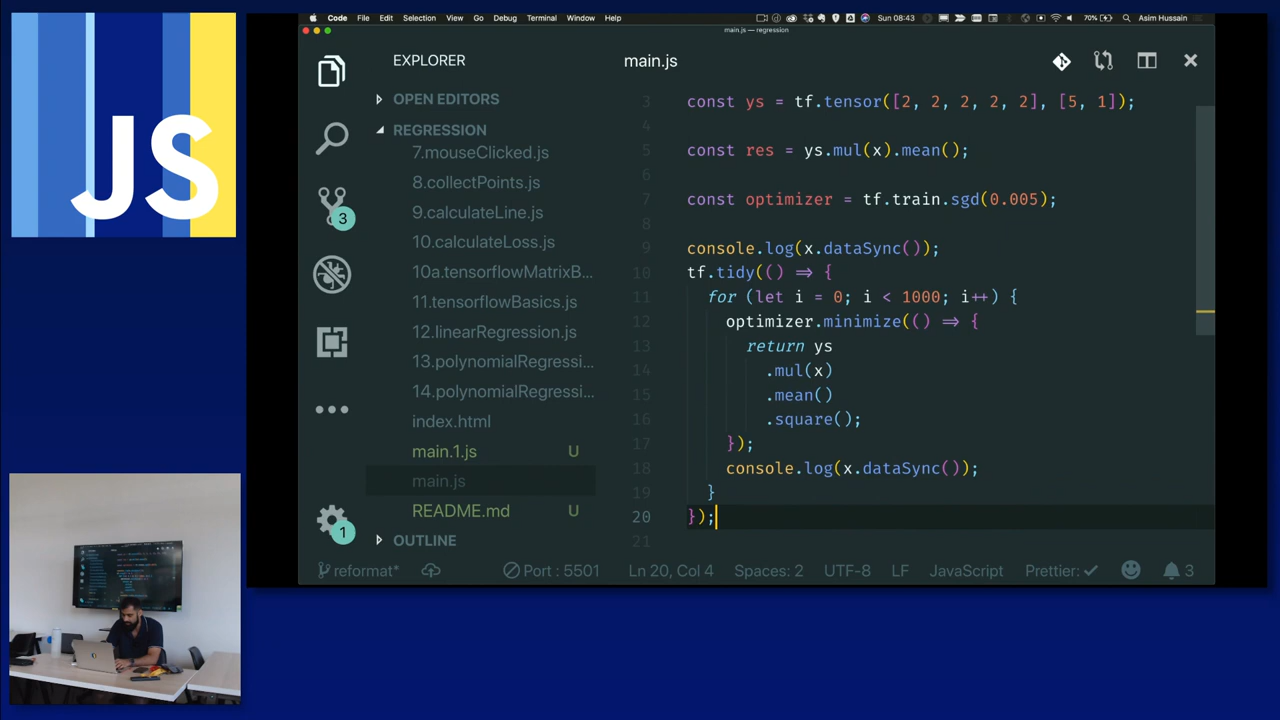 JS
Code File Edit Selection View Go Debug Terminal Window Help
Sun 08:43 70% Asim Hussain
main.js — regression
EXPLORER
OPEN EDITORS
REGRESSION
7.mouseClicked.js
8.collectPoints.js
9.calculateLine.js
10.calculateLoss.js
10a.tensorflowMatrixB...
11.tensorflowBasics.js
12.linearRegression.js
13.polynomialRegressi...
14.polynomialRegressi...
index.html
main.1.js U
main.js
README.md U
OUTLINE
3
1
main.js
3 const ys = tf.tensor([2, 2, 2, 2, 2], [5, 1]);
4
5 const res = ys.mul(x).mean();
6
7 const optimizer = tf.train.sgd(0.005);
8
9 console.log(x.dataSync());
10 tf.tidy(() => {
11 for (let i = 0; i < 1000; i++) {
12 optimizer.minimize(() => {
13 return ys
14 .mul(x)
15 .mean()
16 .square();
17 });
18 console.log(x.dataSync());
19 }
20 });
21
reformat* Port : 5501 Ln 20, Col 4 Spaces: 2 UTF-8 LF JavaScript Prettier: ✓ 3